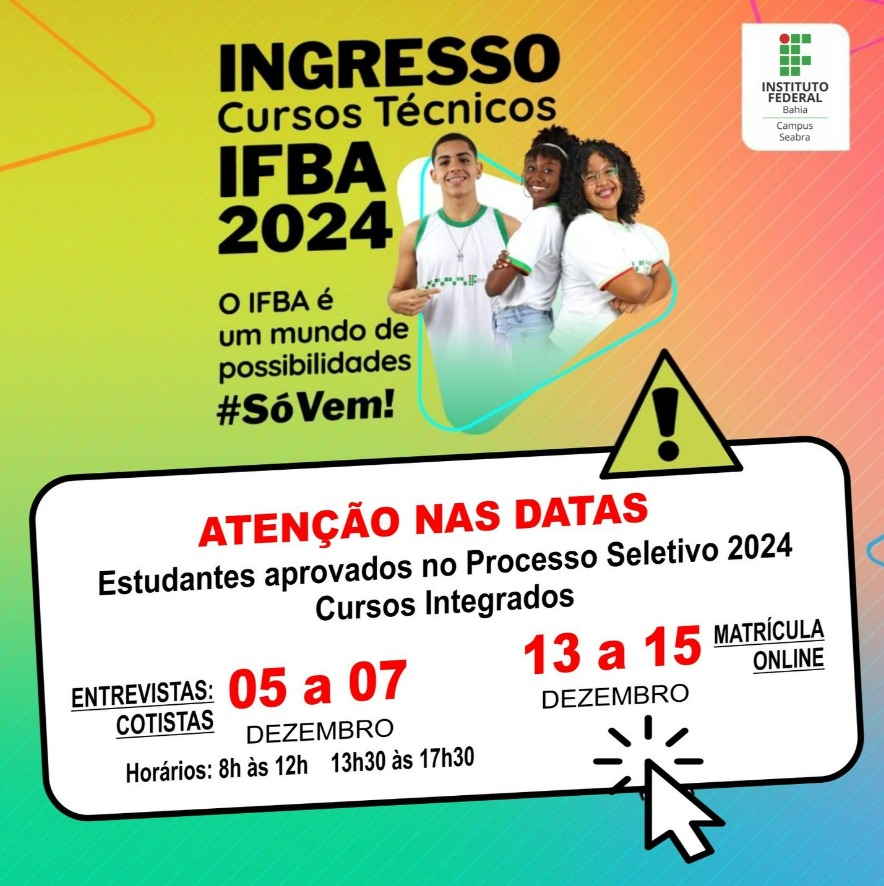 INGRESSO
Cursos Técnicos
IFBA
2024
O IFBA é
um mundo de
possibilidades
#SóVem!
INSTITUTO
FEDERAL
Bahia
Campus
Seabra
ATENÇÃO NAS DATAS
Estudantes aprovados no Processo Seletivo 2024
Cursos Integrados
ENTREVISTAS:
COTISTAS
05 a 07
DEZEMBRO
Horários: 8h às 12h 13h30 às 17h30
13 a 15
DEZEMBRO
MATRÍCULA
ONLINE